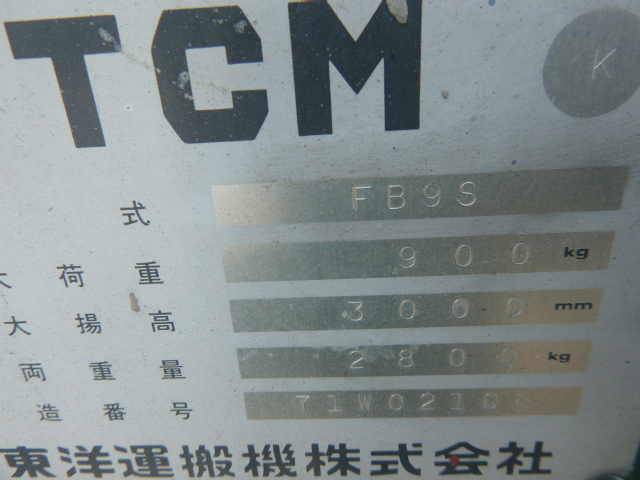 TCM K
式 FB9S
大荷重 900 kg
大揚高 3000 mm
両重量 2800 kg
造番号
東洋運搬機株式会社